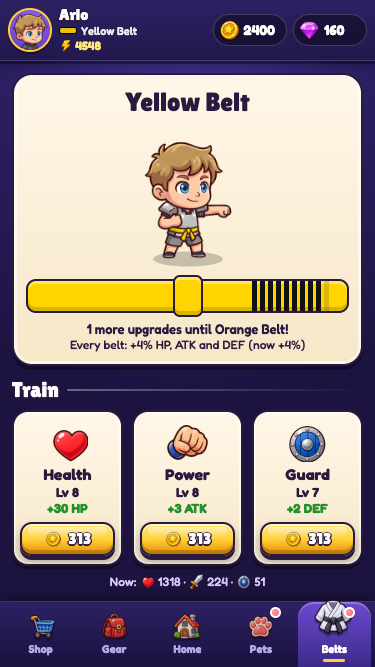 Arlo
Yellow Belt
4548
2400
160
Yellow Belt
1 more upgrades until Orange Belt!
Every belt: +4% HP, ATK and DEF (now +4%)
Train
Health
Lv 8
+30 HP
313
Power
Lv 8
+3 ATK
313
Guard
Lv 7
+2 DEF
313
Now: 1318 · 224 · 51
Shop
Gear
Home
Pets
Belts